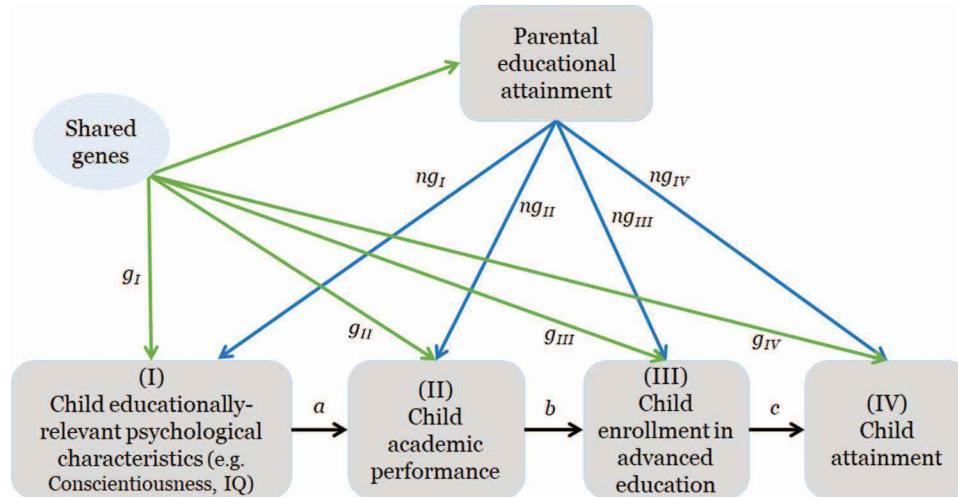 Parental
educational
attainment
Shared
genes
ng_I
ng_II
ng_III
ng_IV
g_I
g_II
g_III
g_IV
(I)
Child educationally-
relevant psychological
characteristics (e.g.
Conscientiousness, IQ)
a
(II)
Child
academic
performance
b
(III)
Child
enrollment in
advanced
education
c
(IV)
Child
attainment